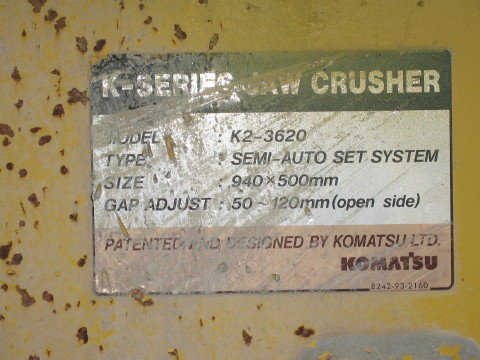 K-SERIES JAW CRUSHER
MODEL : K2-3620
TYPE : SEMI-AUTO SET SYSTEM
SIZE : 940×500mm
GAP ADJUST : 50~120mm(open side)
PATENTED AND DESIGNED BY KOMATSU LTD.
KOMATSU
8242-93-2160